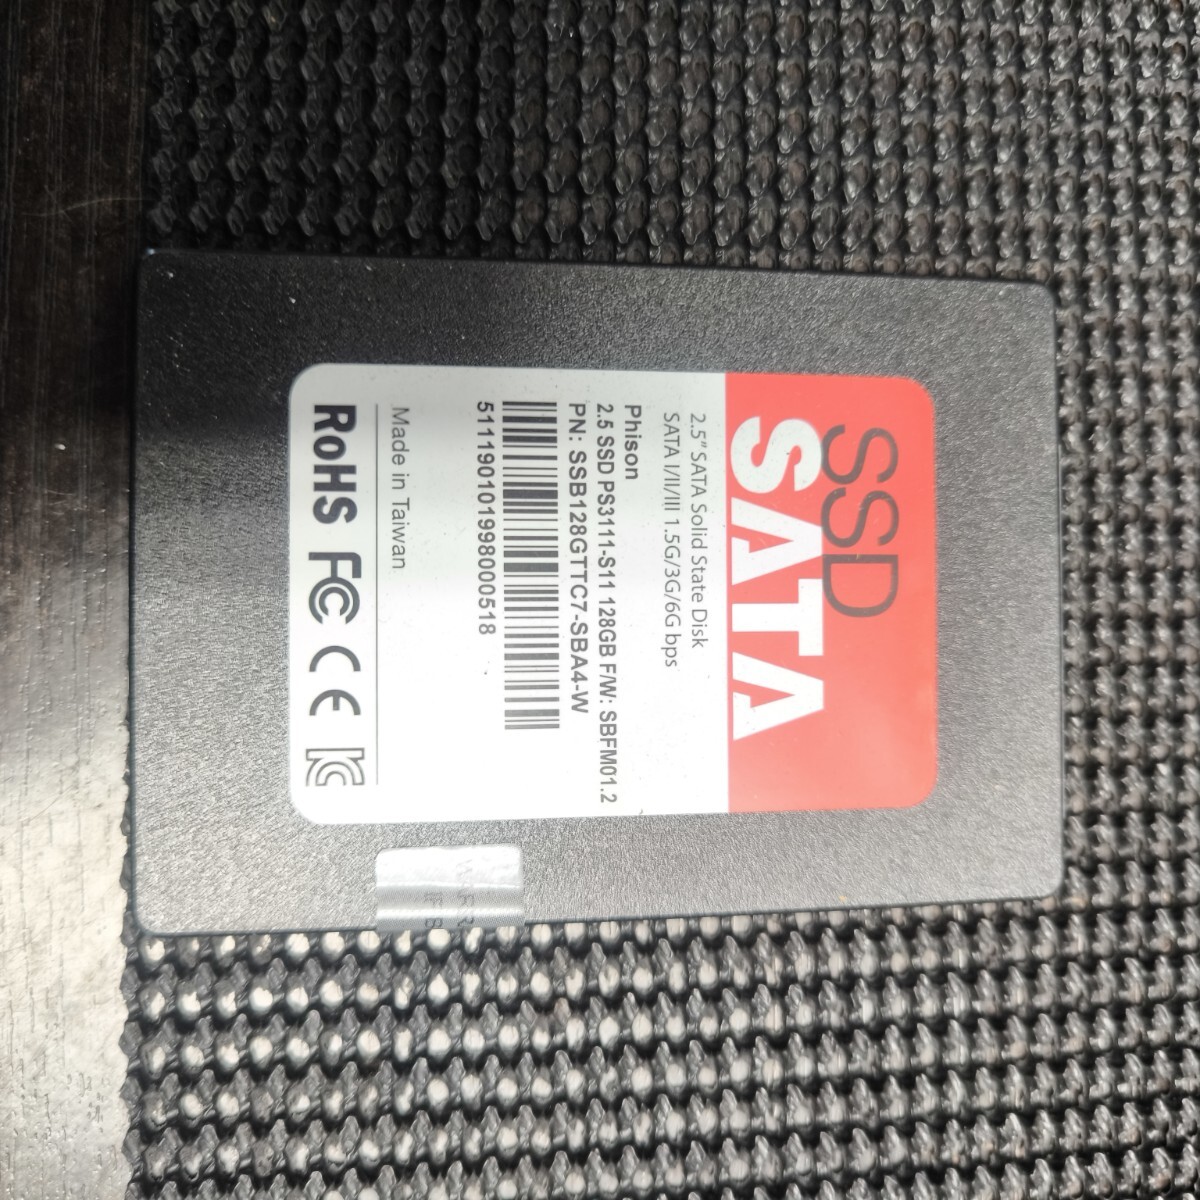 SSD
SATA
2.5" SATA Solid State Disk
SATA I/II/III 1.5G/3G/6G bps
Phison
2.5 SSD PS3111-S11 128GB F/W: SBFM01.2
PN: SSB128GTTC7-SBA4-W
511190101998000518
Made in Taiwan
RoHS FC CE
IF